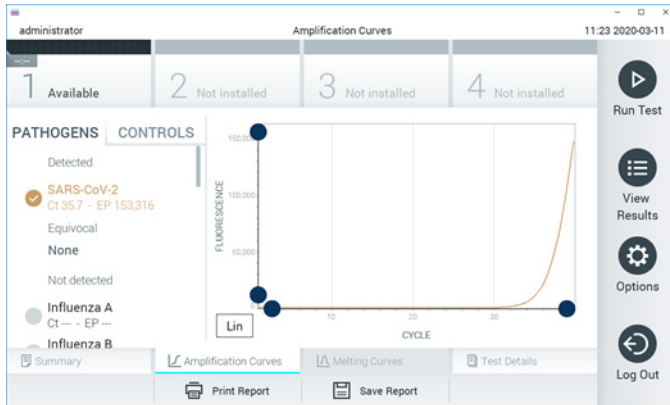 administrator
Amplification Curves
11:23 2020-03-11
--:--
1 Available
2 Not installed
3 Not installed
4 Not installed
Run Test
View
Results
Options
Log Out
PATHOGENS
CONTROLS
Detected
SARS-CoV-2
Ct 35.7 - EP 153,316
Equivocal
None
Not detected
Influenza A
Ct --- - EP ---
Influenza B
FLUORESCENCE
150,000
100,000
50,000
0
10
20
30
CYCLE
Lin
Summary
Amplification Curves
Melting Curves
Test Details
Print Report
Save Report